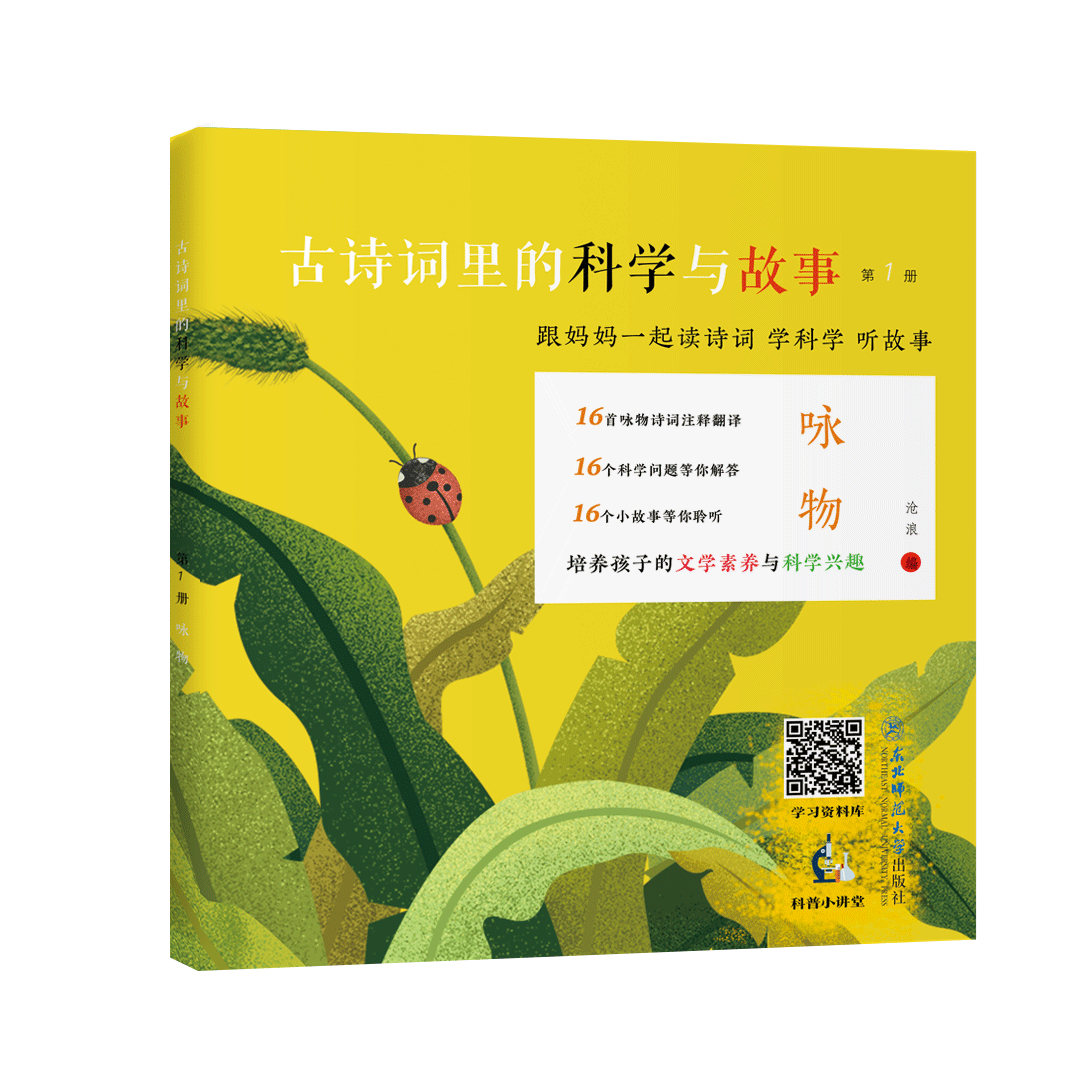 古诗词里的科学与故事 第1册
跟妈妈一起读诗词 学科学 听故事
16首咏物诗词注释翻译
16个科学问题等你解答
16个小故事等你聆听
培养孩子的文学素养与科学兴趣
咏物
沧浪
编
学习资料库
科普小讲堂
东北师范大学出版社
NORTHEAST NORMAL UNIVERSITY PRESS
古诗词里的科学与故事
第1册
咏物